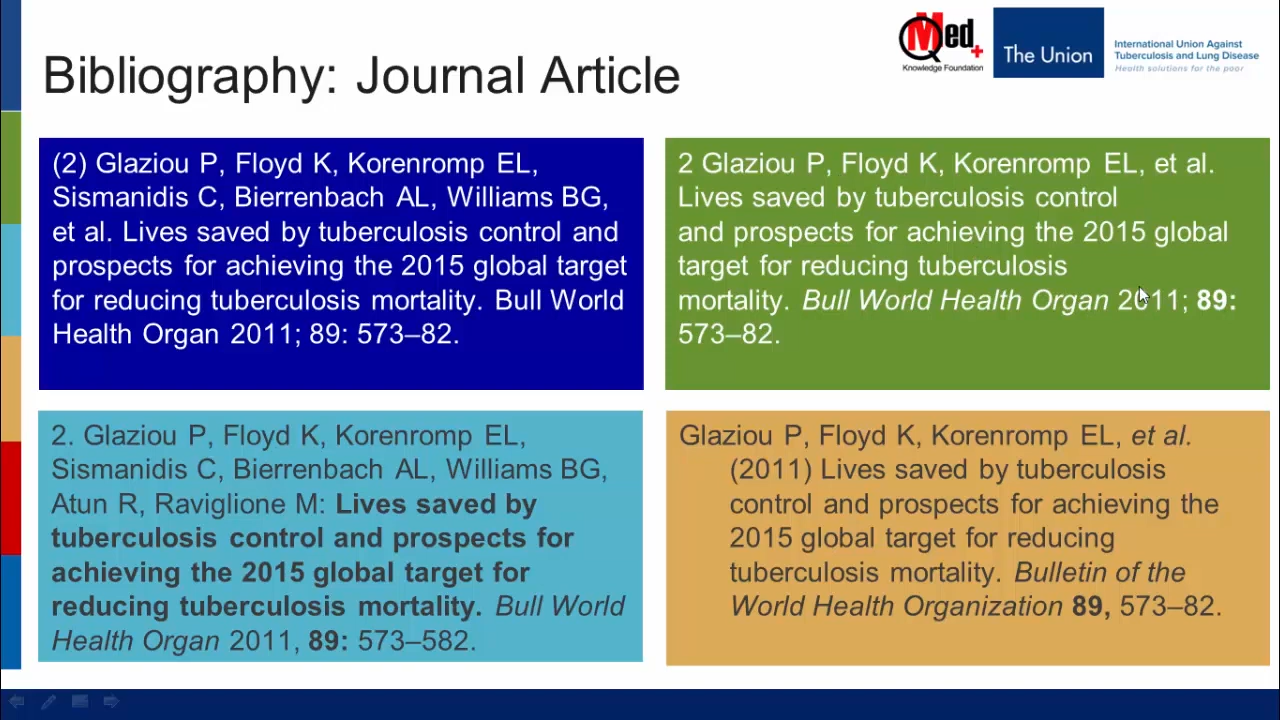 Bibliography: Journal Article
QMed+
Knowledge Foundation
The Union
International Union Against
Tuberculosis and Lung Disease
Health solutions for the poor
(2) Glaziou P, Floyd K, Korenromp EL,
Sismanidis C, Bierrenbach AL, Williams BG,
et al. Lives saved by tuberculosis control and
prospects for achieving the 2015 global target
for reducing tuberculosis mortality. Bull World
Health Organ 2011; 89: 573–82.
2 Glaziou P, Floyd K, Korenromp EL, et al.
Lives saved by tuberculosis control
and prospects for achieving the 2015 global
target for reducing tuberculosis
mortality. Bull World Health Organ 2011; 89:
573–82.
2. Glaziou P, Floyd K, Korenromp EL,
Sismanidis C, Bierrenbach AL, Williams BG,
Atun R, Raviglione M: Lives saved by
tuberculosis control and prospects for
achieving the 2015 global target for
reducing tuberculosis mortality. Bull World
Health Organ 2011, 89: 573–582.
Glaziou P, Floyd K, Korenromp EL, et al.
(2011) Lives saved by tuberculosis
control and prospects for achieving the
2015 global target for reducing
tuberculosis mortality. Bulletin of the
World Health Organization 89, 573–82.